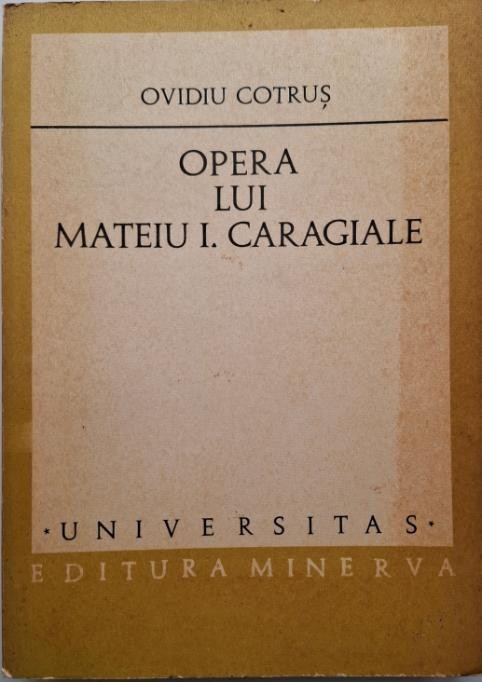 OVIDIU COTRUȘ
OPERA
LUI
MATEIU I. CARAGIALE
* UNIVERSITAS *
EDITURA MINERVA